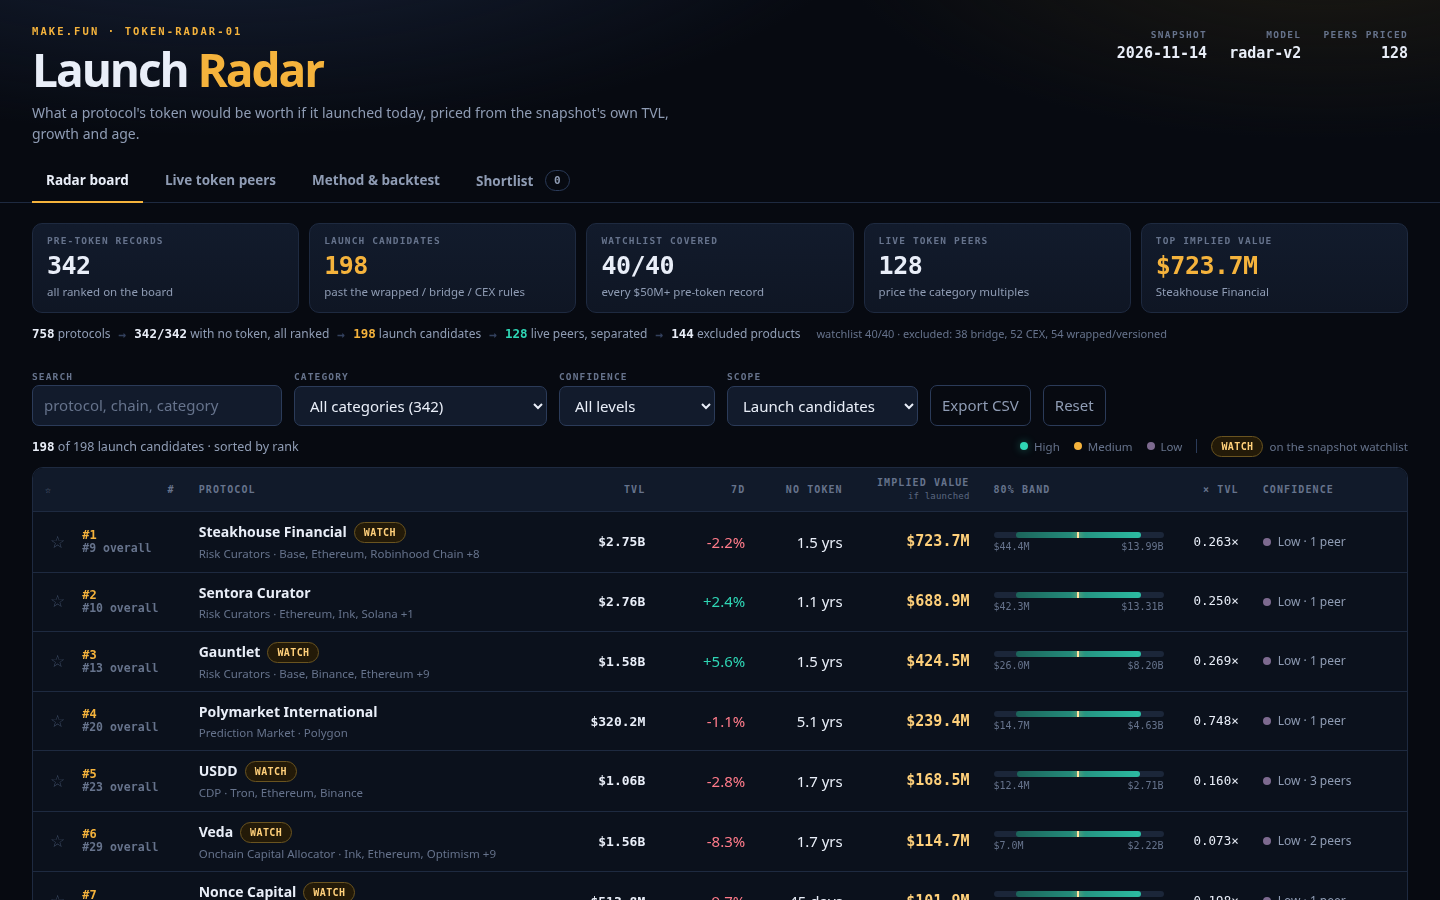 MAKE.FUN · TOKEN-RADAR-01
Launch Radar
What a protocol's token would be worth if it launched today, priced from the snapshot's own TVL,
growth and age.
SNAPSHOT MODEL PEERS PRICED
2026-11-14 radar-v2 128
Radar board Live token peers Method & backtest Shortlist 0
PRE-TOKEN RECORDS
342
all ranked on the board
LAUNCH CANDIDATES
198
past the wrapped / bridge / CEX rules
WATCHLIST COVERED
40/40
every $50M+ pre-token record
LIVE TOKEN PEERS
128
price the category multiples
TOP IMPLIED VALUE
$723.7M
Steakhouse Financial
758 protocols → 342/342 with no token, all ranked → 198 launch candidates → 128 live peers, separated → 144 excluded products watchlist 40/40 · excluded: 38 bridge, 52 CEX, 54 wrapped/versioned
SEARCH CATEGORY CONFIDENCE SCOPE
protocol, chain, category All categories (342) All levels Launch candidates Export CSV Reset
198 of 198 launch candidates · sorted by rank
High Medium Low WATCH on the snapshot watchlist
☆ # PROTOCOL TVL 7D NO TOKEN IMPLIED VALUE 80% BAND × TVL CONFIDENCE
if launched
☆ #1 Steakhouse Financial WATCH $2.75B -2.2% 1.5 yrs $723.7M 0.263× Low · 1 peer
#9 overall Risk Curators · Base, Ethereum, Robinhood Chain +8 $44.4M $13.99B
☆ #2 Sentora Curator $2.76B +2.4% 1.1 yrs $688.9M 0.250× Low · 1 peer
#10 overall Risk Curators · Ethereum, Ink, Solana +1 $42.3M $13.31B
☆ #3 Gauntlet WATCH $1.58B +5.6% 1.5 yrs $424.5M 0.269× Low · 1 peer
#13 overall Risk Curators · Base, Binance, Ethereum +9 $26.0M $8.20B
☆ #4 Polymarket International $320.2M -1.1% 5.1 yrs $239.4M 0.748× Low · 1 peer
#20 overall Prediction Market · Polygon $14.7M $4.63B
☆ #5 USDD WATCH $1.06B -2.8% 1.7 yrs $168.5M 0.160× Low · 3 peers
#23 overall CDP · Tron, Ethereum, Binance $12.4M $2.71B
☆ #6 Veda WATCH $1.56B -8.3% 1.7 yrs $114.7M 0.073× Low · 2 peers
#29 overall Onchain Capital Allocator · Ink, Ethereum, Optimism +9 $7.0M $2.22B
#7 Nonce Capital WATCH